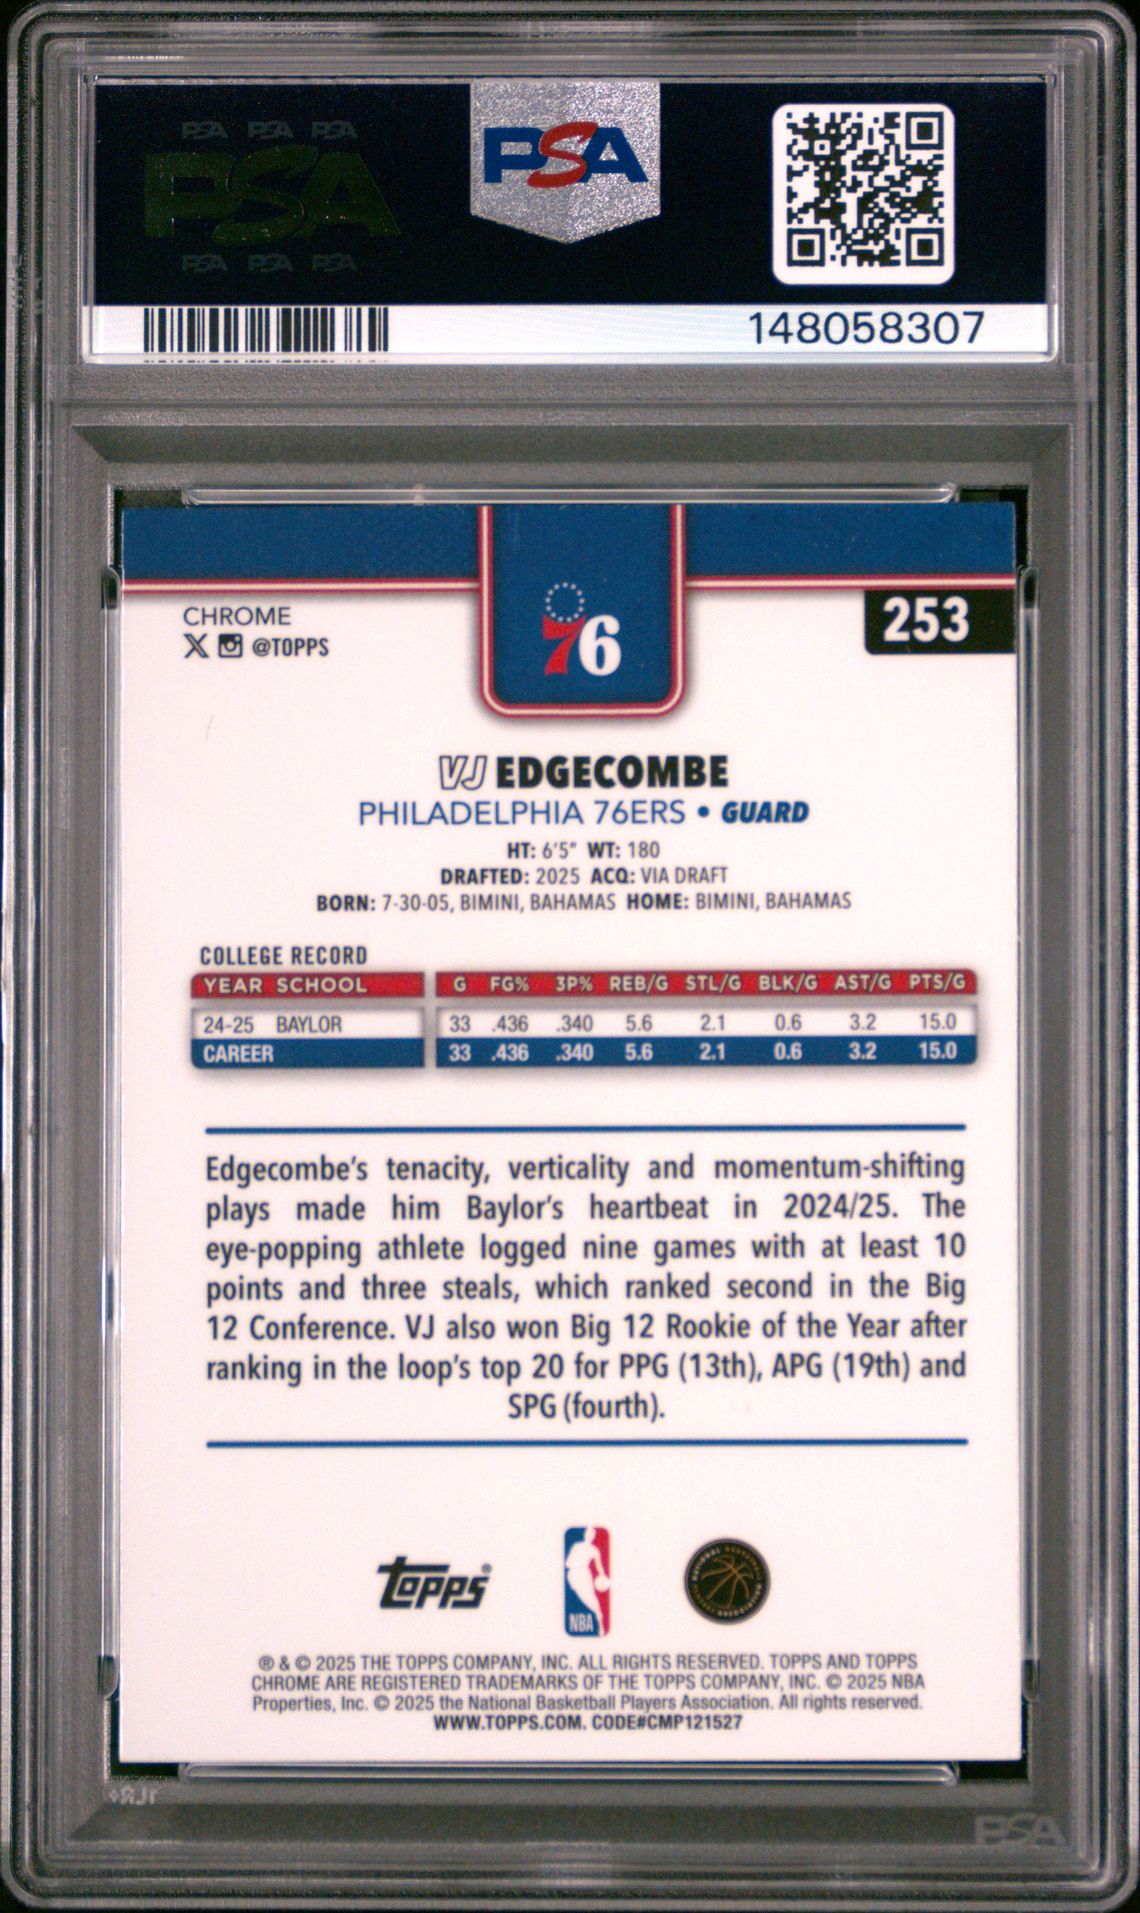 PSA PSA PSA
PSA
PSA PSA PSA
PSA
148058307
CHROME
@TOPPS
76
253
VJ EDGECOMBE
PHILADELPHIA 76ERS • GUARD
HT: 6'5" WT: 180
DRAFTED: 2025 ACQ: VIA DRAFT
BORN: 7-30-05, BIMINI, BAHAMAS HOME: BIMINI, BAHAMAS
COLLEGE RECORD
YEAR SCHOOL G FG% 3P% REB/G STL/G BLK/G AST/G PTS/G
24-25 BAYLOR 33 .436 .340 5.6 2.1 0.6 3.2 15.0
CAREER 33 .436 .340 5.6 2.1 0.6 3.2 15.0
Edgecombe's tenacity, verticality and momentum-shifting
plays made him Baylor's heartbeat in 2024/25. The
eye-popping athlete logged nine games with at least 10
points and three steals, which ranked second in the Big
12 Conference. VJ also won Big 12 Rookie of the Year after
ranking in the loop's top 20 for PPG (13th), APG (19th) and
SPG (fourth).
Topps®
NBA
® & © 2025 THE TOPPS COMPANY, INC. ALL RIGHTS RESERVED. TOPPS AND TOPPS
CHROME ARE REGISTERED TRADEMARKS OF THE TOPPS COMPANY, INC. © 2025 NBA
Properties, Inc. © 2025 the National Basketball Players Association. All rights reserved.
WWW.TOPPS.COM. CODE#CMP121527
PSA